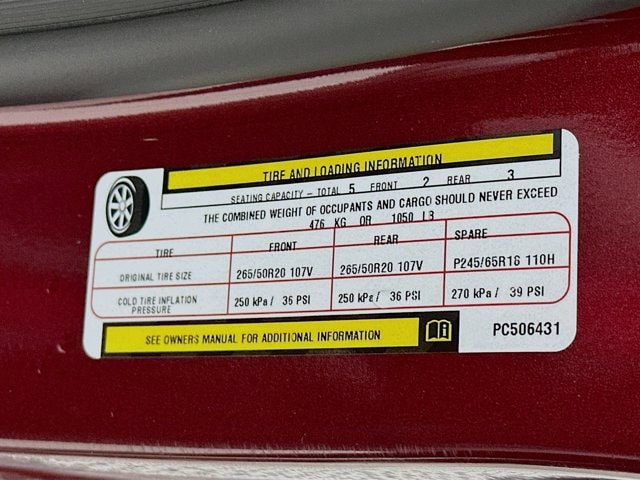 TIRE AND LOADING INFORMATION
SEATING CAPACITY - TOTAL 5 FRONT 2 REAR 3
THE COMBINED WEIGHT OF OCCUPANTS AND CARGO SHOULD NEVER EXCEED
476 KG OR 1050 LB
TIRE FRONT REAR SPARE
ORIGINAL TIRE SIZE 265/50R20 107V 265/50R20 107V P245/65R18 110H
COLD TIRE INFLATION PRESSURE 250 kPa / 36 PSI 250 kPa / 36 PSI 270 kPa / 39 PSI
SEE OWNERS MANUAL FOR ADDITIONAL INFORMATION PC506431